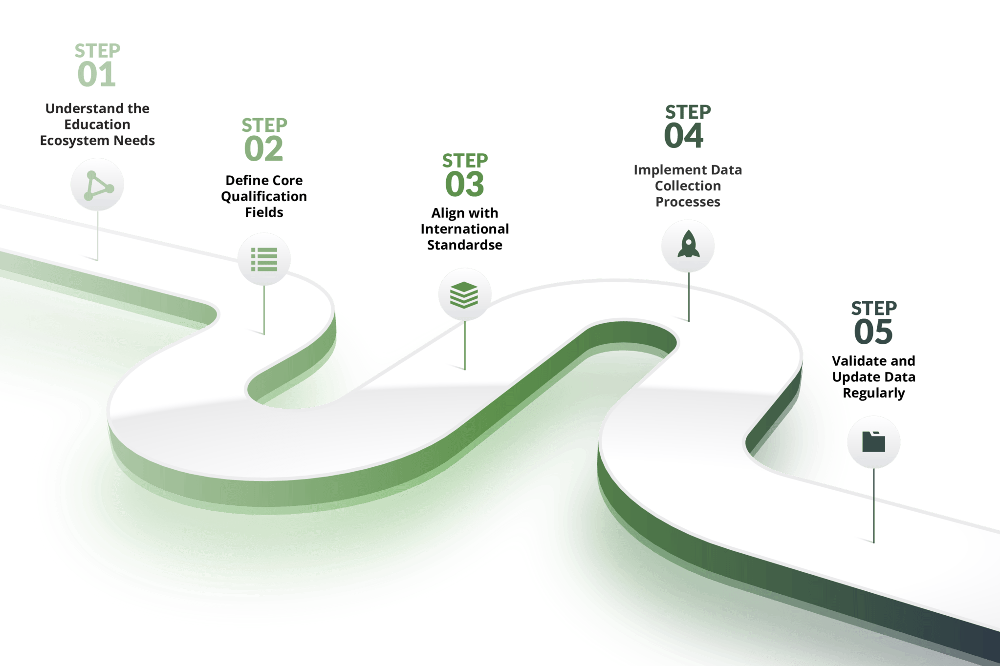 STEP
01
Understand the
Education
Ecosystem Needs
STEP
02
Define Core
Qualification
Fields
STEP
03
Align with
International
Standardse
STEP
04
Implement Data
Collection
Processes
STEP
05
Validate and
Update Data
Regularly